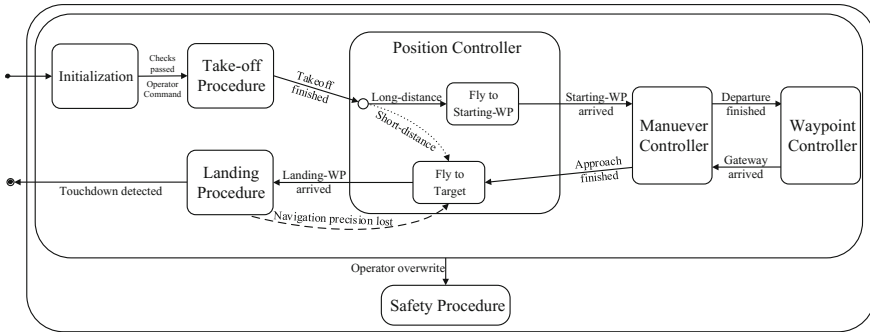 Position Controller
Initialization
Checks
passed
Operator
Command
Take-off
Procedure
Takeoff
finished
Long-distance
Short-distance
Fly to
Starting-WP
Starting-WP
arrived
Manuever
Controller
Departure
finished
Gateway
arrived
Waypoint
Controller
Approach
finished
Fly to
Target
Landing-WP
arrived
Landing
Procedure
Touchdown detected
Navigation precision lost
Operator overwrite
Safety Procedure